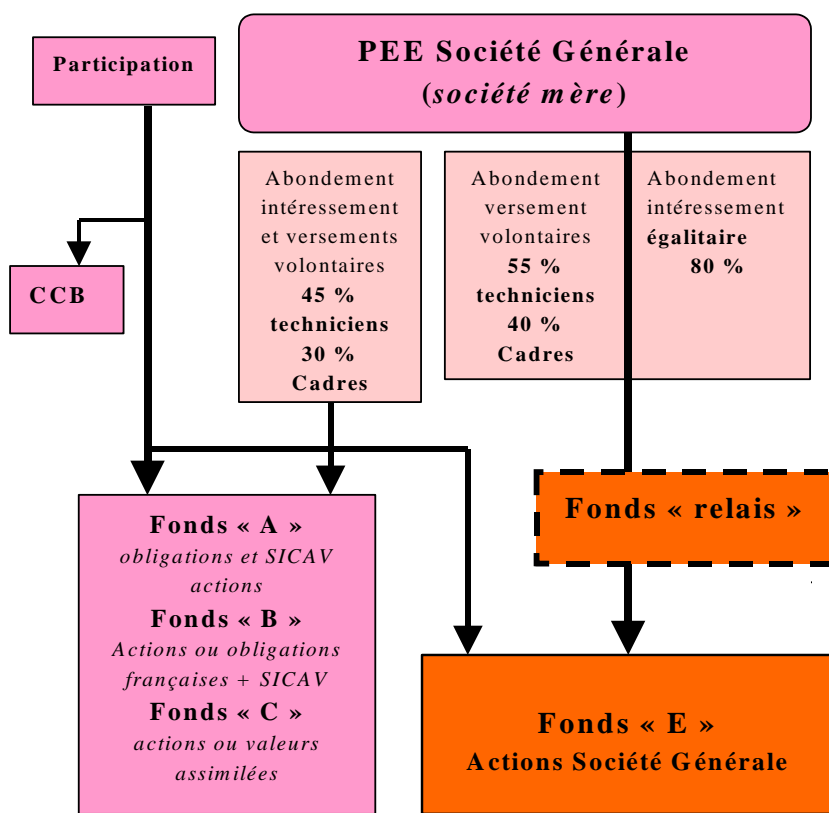 Participation
PEE Société Générale
(société mère)
Abondement
intéressement
et versements
volontaires
45 %
techniciens
30 %
Cadres
Abondement
versement
volontaires
55 %
techniciens
40 %
Cadres
Abondement
intéressement
égalitaire
80 %
CCB
Fonds « relais »
Fonds « A »
obligations et SICAV
actions
Fonds « B »
Actions ou obligations
françaises + SICAV
Fonds « C »
actions ou valeurs
assimilées
Fonds « E »
Actions Société Générale